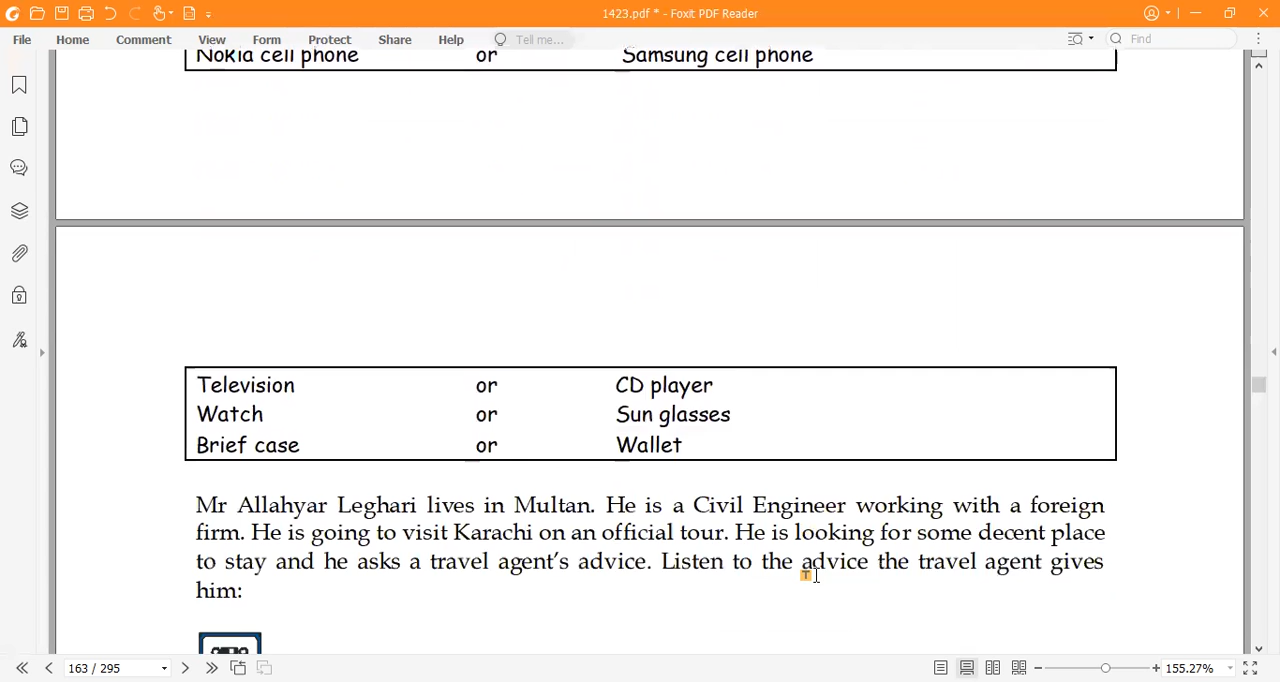 1423.pdf * - Foxit PDF Reader
File Home Comment View Form Protect Share Help Tell me... Find
Nokia cell phone or Samsung cell phone
Television or CD player
Watch or Sun glasses
Brief case or Wallet
Mr Allahyar Leghari lives in Multan. He is a Civil Engineer working with a foreign
firm. He is going to visit Karachi on an official tour. He is looking for some decent place
to stay and he asks a travel agent's advice. Listen to the advice the travel agent gives
him:
T
163 / 295 155.27%